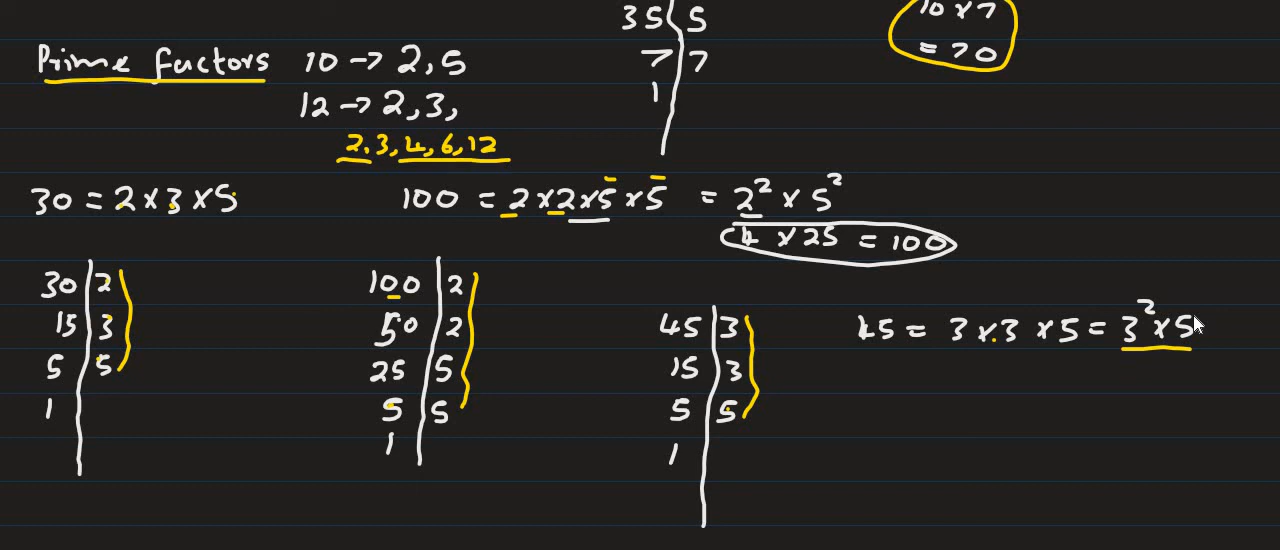 35 5
10 x 7
7 7
= 70
1
Prime factors 10 → 2, 5
12 → 2, 3,
2, 3, 4, 6, 12
30 = 2 x 3 x 5
100 = 2 x 2 x 5 x 5 = 2² x 5²
4 x 25 = 100
30 2
15 3
5 5
1
100 2
50 2
25 5
5 5
1
45 3
15 3
5 5
1
45 = 3 x 3 x 5 = 3² x 5